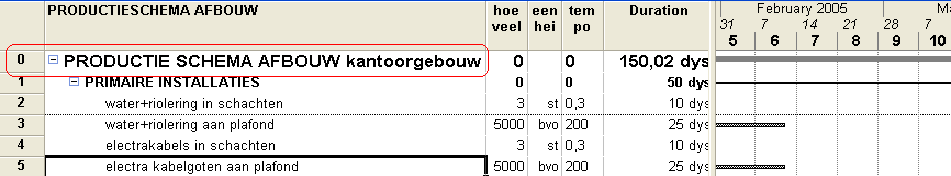 PRODUCTIESCHEMA AFBOUW hoe een tem Duration February 2005 Ma
veel hei po 31 7 14 21 28 7
5 6 7 8 9 10
0 PRODUCTIE SCHEMA AFBOUW kantoorgebouw 0 0 150,02 dys
1 PRIMAIRE INSTALLATIES 0 0 50 dys
2 water+riolering in schachten 3 st 0,3 10 dys
3 water+riolering aan plafond 5000 bvo 200 25 dys
4 electrakabels in schachten 3 st 0,3 10 dys
5 electra kabelgoten aan plafond 5000 bvo 200 25 dys